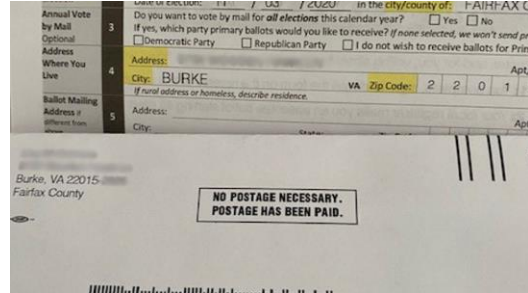 Date of Election: 11 / 03 / 2020 in the city/county of: FAIRFAX
Annual Vote by Mail Optional
3
Do you want to vote by mail for all elections this calendar year? Yes No
If yes, which party primary ballots would you like to receive? If none selected, we won't send
Democratic Party Republican Party I do not wish to receive ballots for
Address Where You Live
4
Address:
Apt,
City: BURKE VA Zip Code: 2 2 0 1
If rural address or homeless, describe residence.
Ballot Mailing Address if different from above
5
Address:
Apt
City:
State:
Burke, VA 22015
Fairfax County
NO POSTAGE NECESSARY.
POSTAGE HAS BEEN PAID.